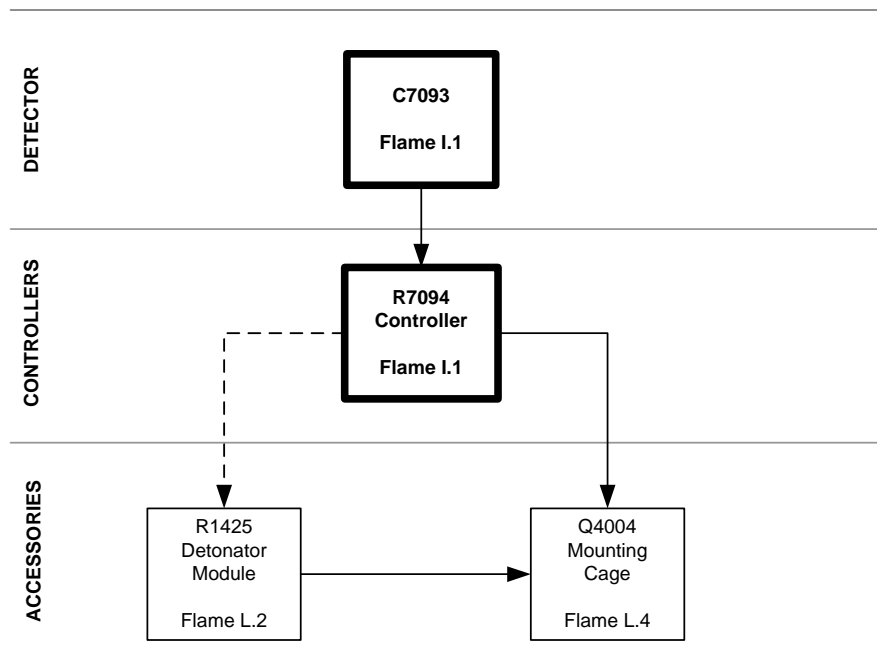 DETECTOR
C7093
Flame I.1
CONTROLLERS
R7094
Controller
Flame I.1
ACCESSORIES
R1425
Detonator
Module
Flame L.2
Q4004
Mounting
Cage
Flame L.4